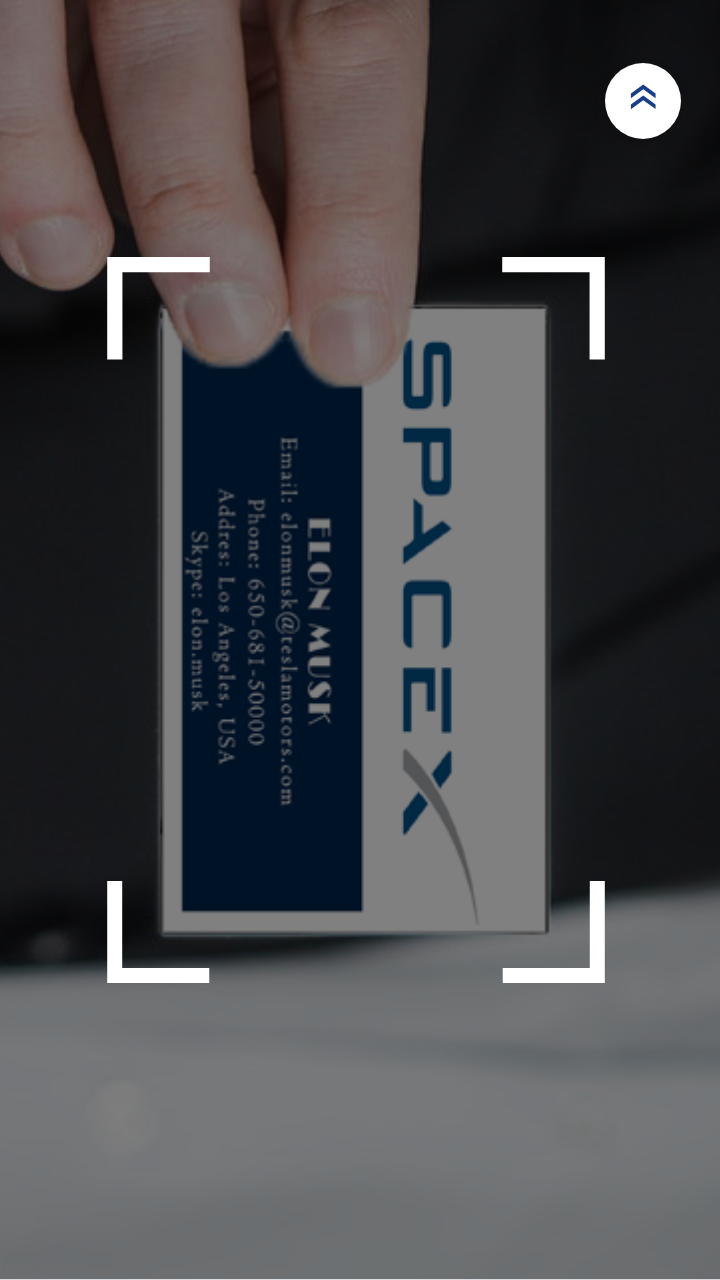 SPACEX
ELON MUSK
Email: elonmusk@teslamotors.com
Phone: 650-681-50000
Addres: Los Angeles, USA
Skype: elon.musk